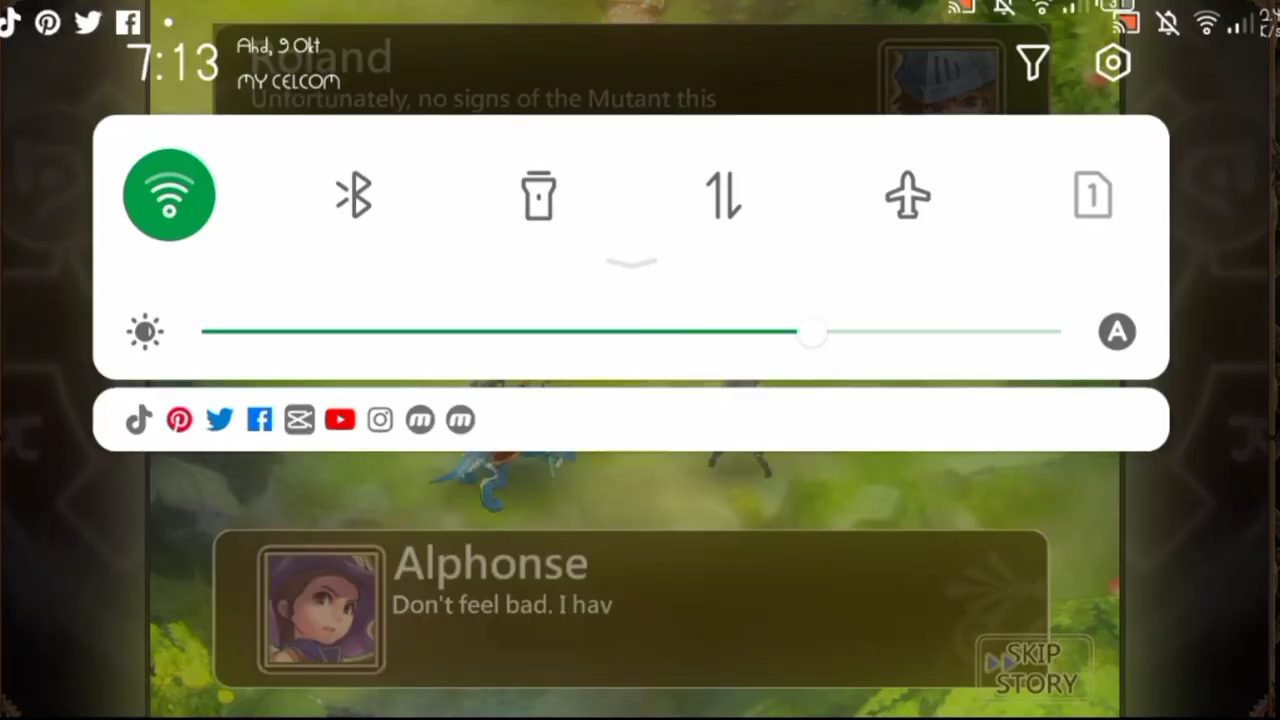 7:13
Ahd, 9 Okt
MY CELCOM
Roland
Unfortunately, no signs of the Mutant this
1
A
Alphonse
Don't feel bad. I hav
SKIP
STORY